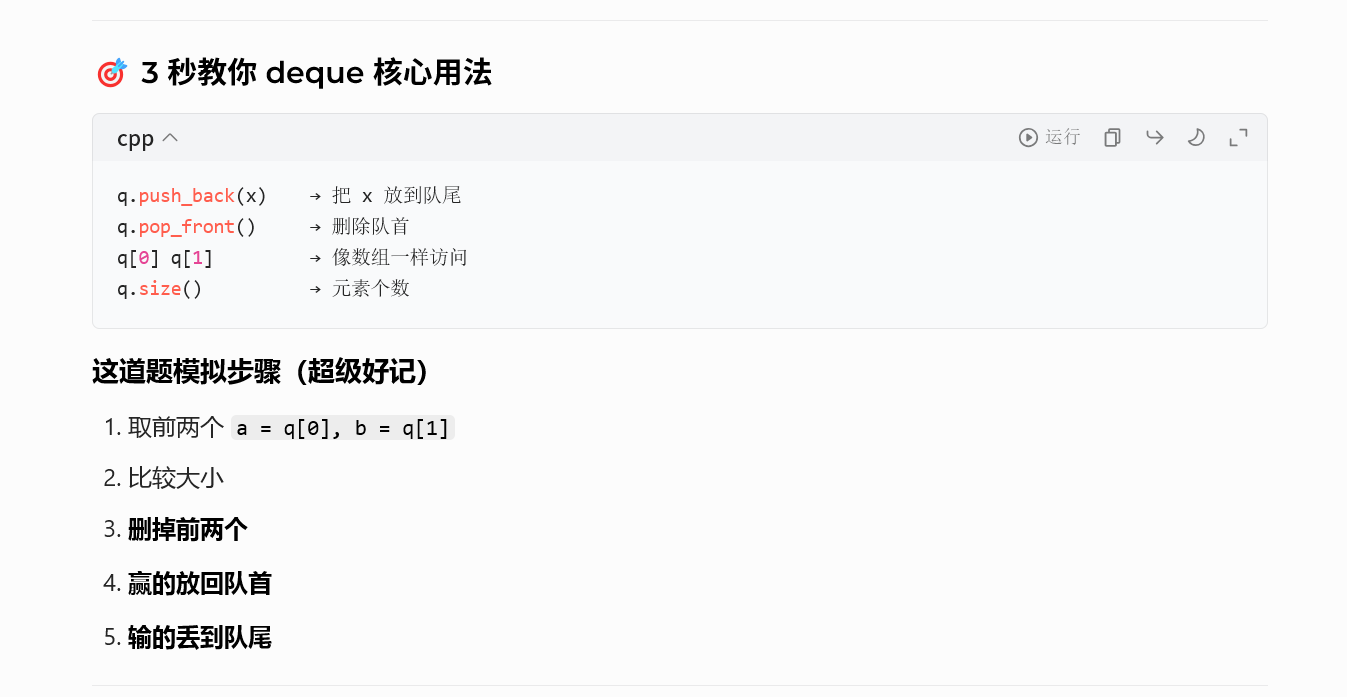 🎯 3 秒教你 deque 核心用法
cpp
运行
q.push_back(x)    → 把 x 放到队尾
q.pop_front()     → 删除队首
q[0] q[1]         → 像数组一样访问
q.size()          → 元素个数
这道题模拟步骤（超级好记）
1. 取前两个 a = q[0], b = q[1]
2. 比较大小
3. 删掉前两个
4. 赢的放回队首
5. 输的丢到队尾